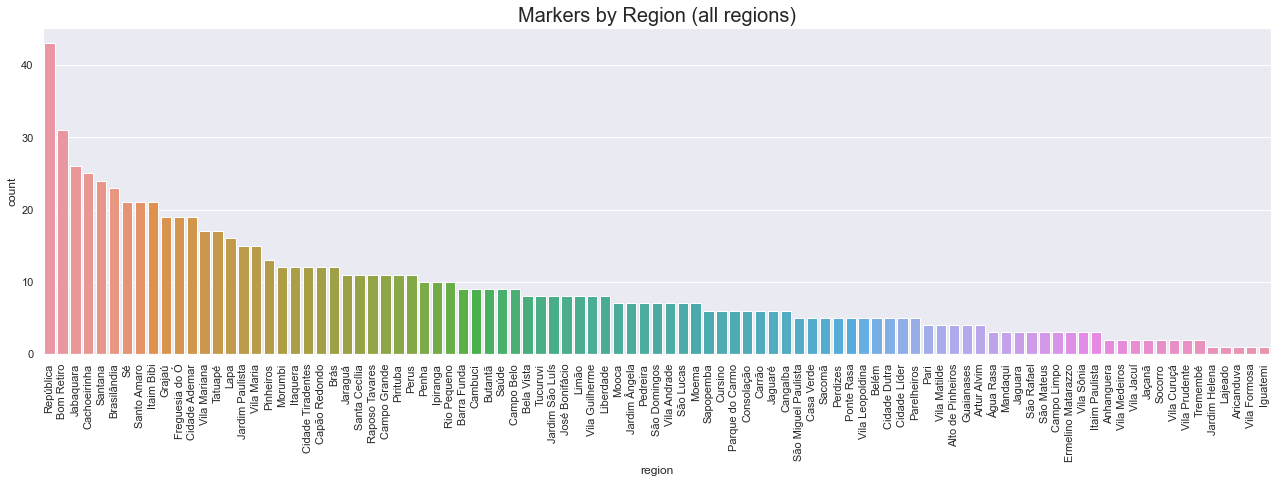 Markers by Region (all regions)
count
40
30
20
10
0
República
Bom Retiro
Jabaquara
Cachoeirinha
Santana
Brasilândia
Sé
Santo Amaro
Itaim Bibi
Grajaú
Freguesia do Ó
Cidade Ademar
Vila Mariana
Tatuapé
Lapa
Jardim Paulista
Vila Maria
Pinheiros
Morumbi
Itaquera
Cidade Tiradentes
Capão Redondo
Brás
Jaraguá
Santa Cecília
Raposo Tavares
Campo Grande
Pirituba
Perus
Penha
Ipiranga
Rio Pequeno
Barra Funda
Cambuci
Butantã
Saúde
Campo Belo
Bela Vista
Tucuruvi
Jardim São Luís
José Bonifácio
Limão
Vila Guilherme
Liberdade
Mooca
Jardim Ângela
Pedreira
São Domingos
Vila Andrade
São Lucas
Moema
Sapopemba
Cursino
Parque do Carmo
Consolação
Carrão
Jaguaré
Cangaíba
São Miguel Paulista
Casa Verde
Sacomã
Perdizes
Ponte Rasa
Vila Leopoldina
Belém
Cidade Dutra
Cidade Líder
Parelheiros
Pari
Vila Matilde
Alto de Pinheiros
Guaianases
Artur Alvim
Água Rasa
Mandaqui
Jaguara
São Rafael
São Mateus
Campo Limpo
Ermelino Matarazzo
Vila Sônia
Itaim Paulista
Anhanguera
Vila Medeiros
Vila Jacuí
Jaçanã
Socorro
Vila Curuçá
Vila Prudente
Tremembé
Jardim Helena
Lajeado
Aricanduva
Vila Formosa
Iguatemi
region